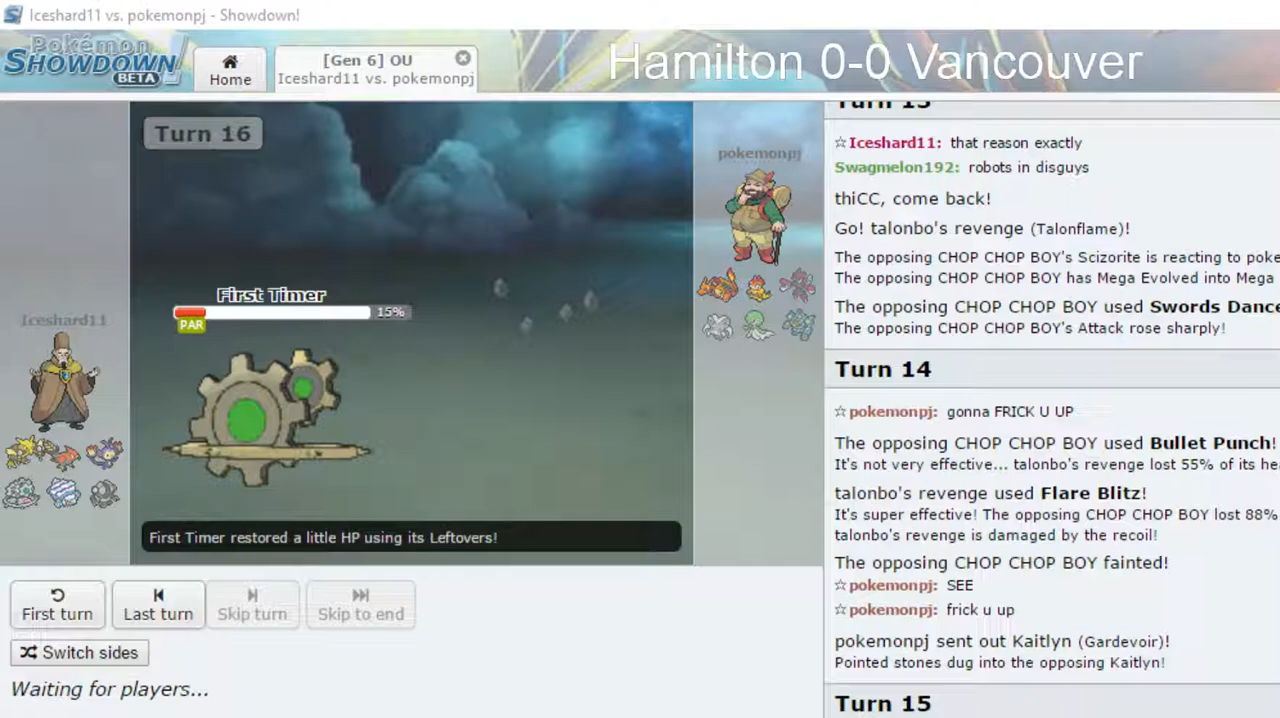 Iceshard11 vs. pokemonpj - Showdown!
Pokémon
SHOWDOWN
BETA
Home
[Gen 6] OU
Iceshard11 vs. pokemonpj
Hamilton 0-0 Vancouver
Turn 16
First Timer
15%
PAR
First Timer restored a little HP using its Leftovers!
Iceshard11
pokemonpj
First turn
Last turn
Skip turn
Skip to end
Switch sides
Waiting for players...
Turn 13
☆Iceshard11: that reason exactly
Swagmelon192: robots in disguys
thiCC, come back!
Go! talonbo's revenge (Talonflame)!
The opposing CHOP CHOP BOY's Scizorite is reacting to poke
The opposing CHOP CHOP BOY has Mega Evolved into Mega
The opposing CHOP CHOP BOY used Swords Dance
The opposing CHOP CHOP BOY's Attack rose sharply!
Turn 14
☆pokemonpj: gonna FRICK U UP
The opposing CHOP CHOP BOY used Bullet Punch!
It's not very effective... talonbo's revenge lost 55% of its he
talonbo's revenge used Flare Blitz!
It's super effective! The opposing CHOP CHOP BOY lost 88%
talonbo's revenge is damaged by the recoil!
The opposing CHOP CHOP BOY fainted!
☆pokemonpj: SEE
☆pokemonpj: frick u up
pokemonpj sent out Kaitlyn (Gardevoir)!
Pointed stones dug into the opposing Kaitlyn!
Turn 15